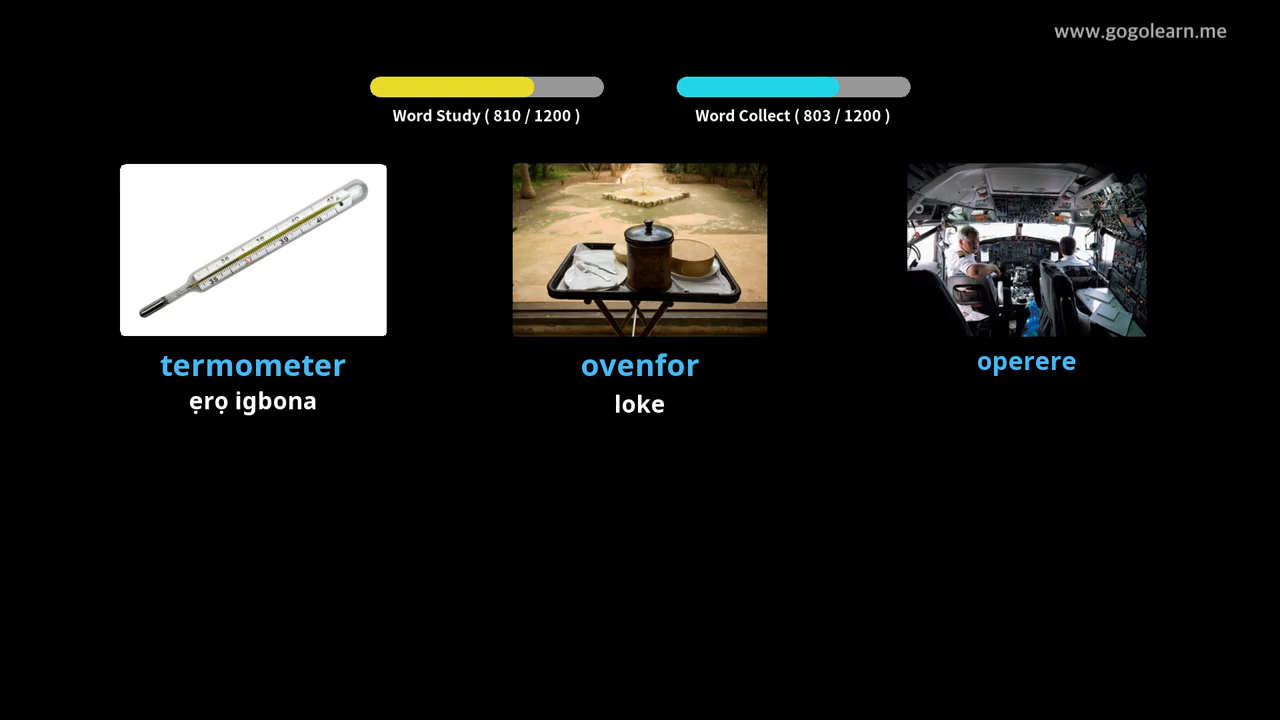 www.gogolearn.me
Word Study ( 810 / 1200 )
Word Collect ( 803 / 1200 )
termometer
ẹrọ igbona
ovenfor
loke
operere